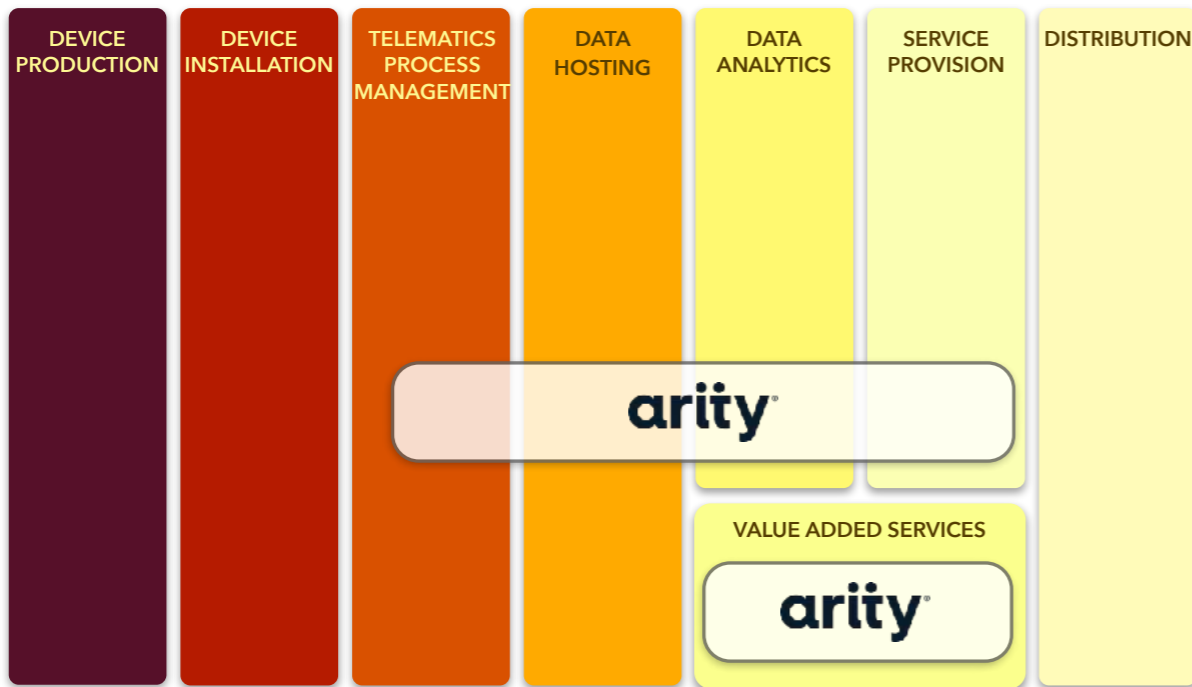 DEVICE
PRODUCTION
DEVICE
INSTALLATION
TELEMATICS
PROCESS
MANAGEMENT
DATA
HOSTING
DATA
ANALYTICS
SERVICE
PROVISION
DISTRIBUTION
arity®
VALUE ADDED SERVICES
arity®